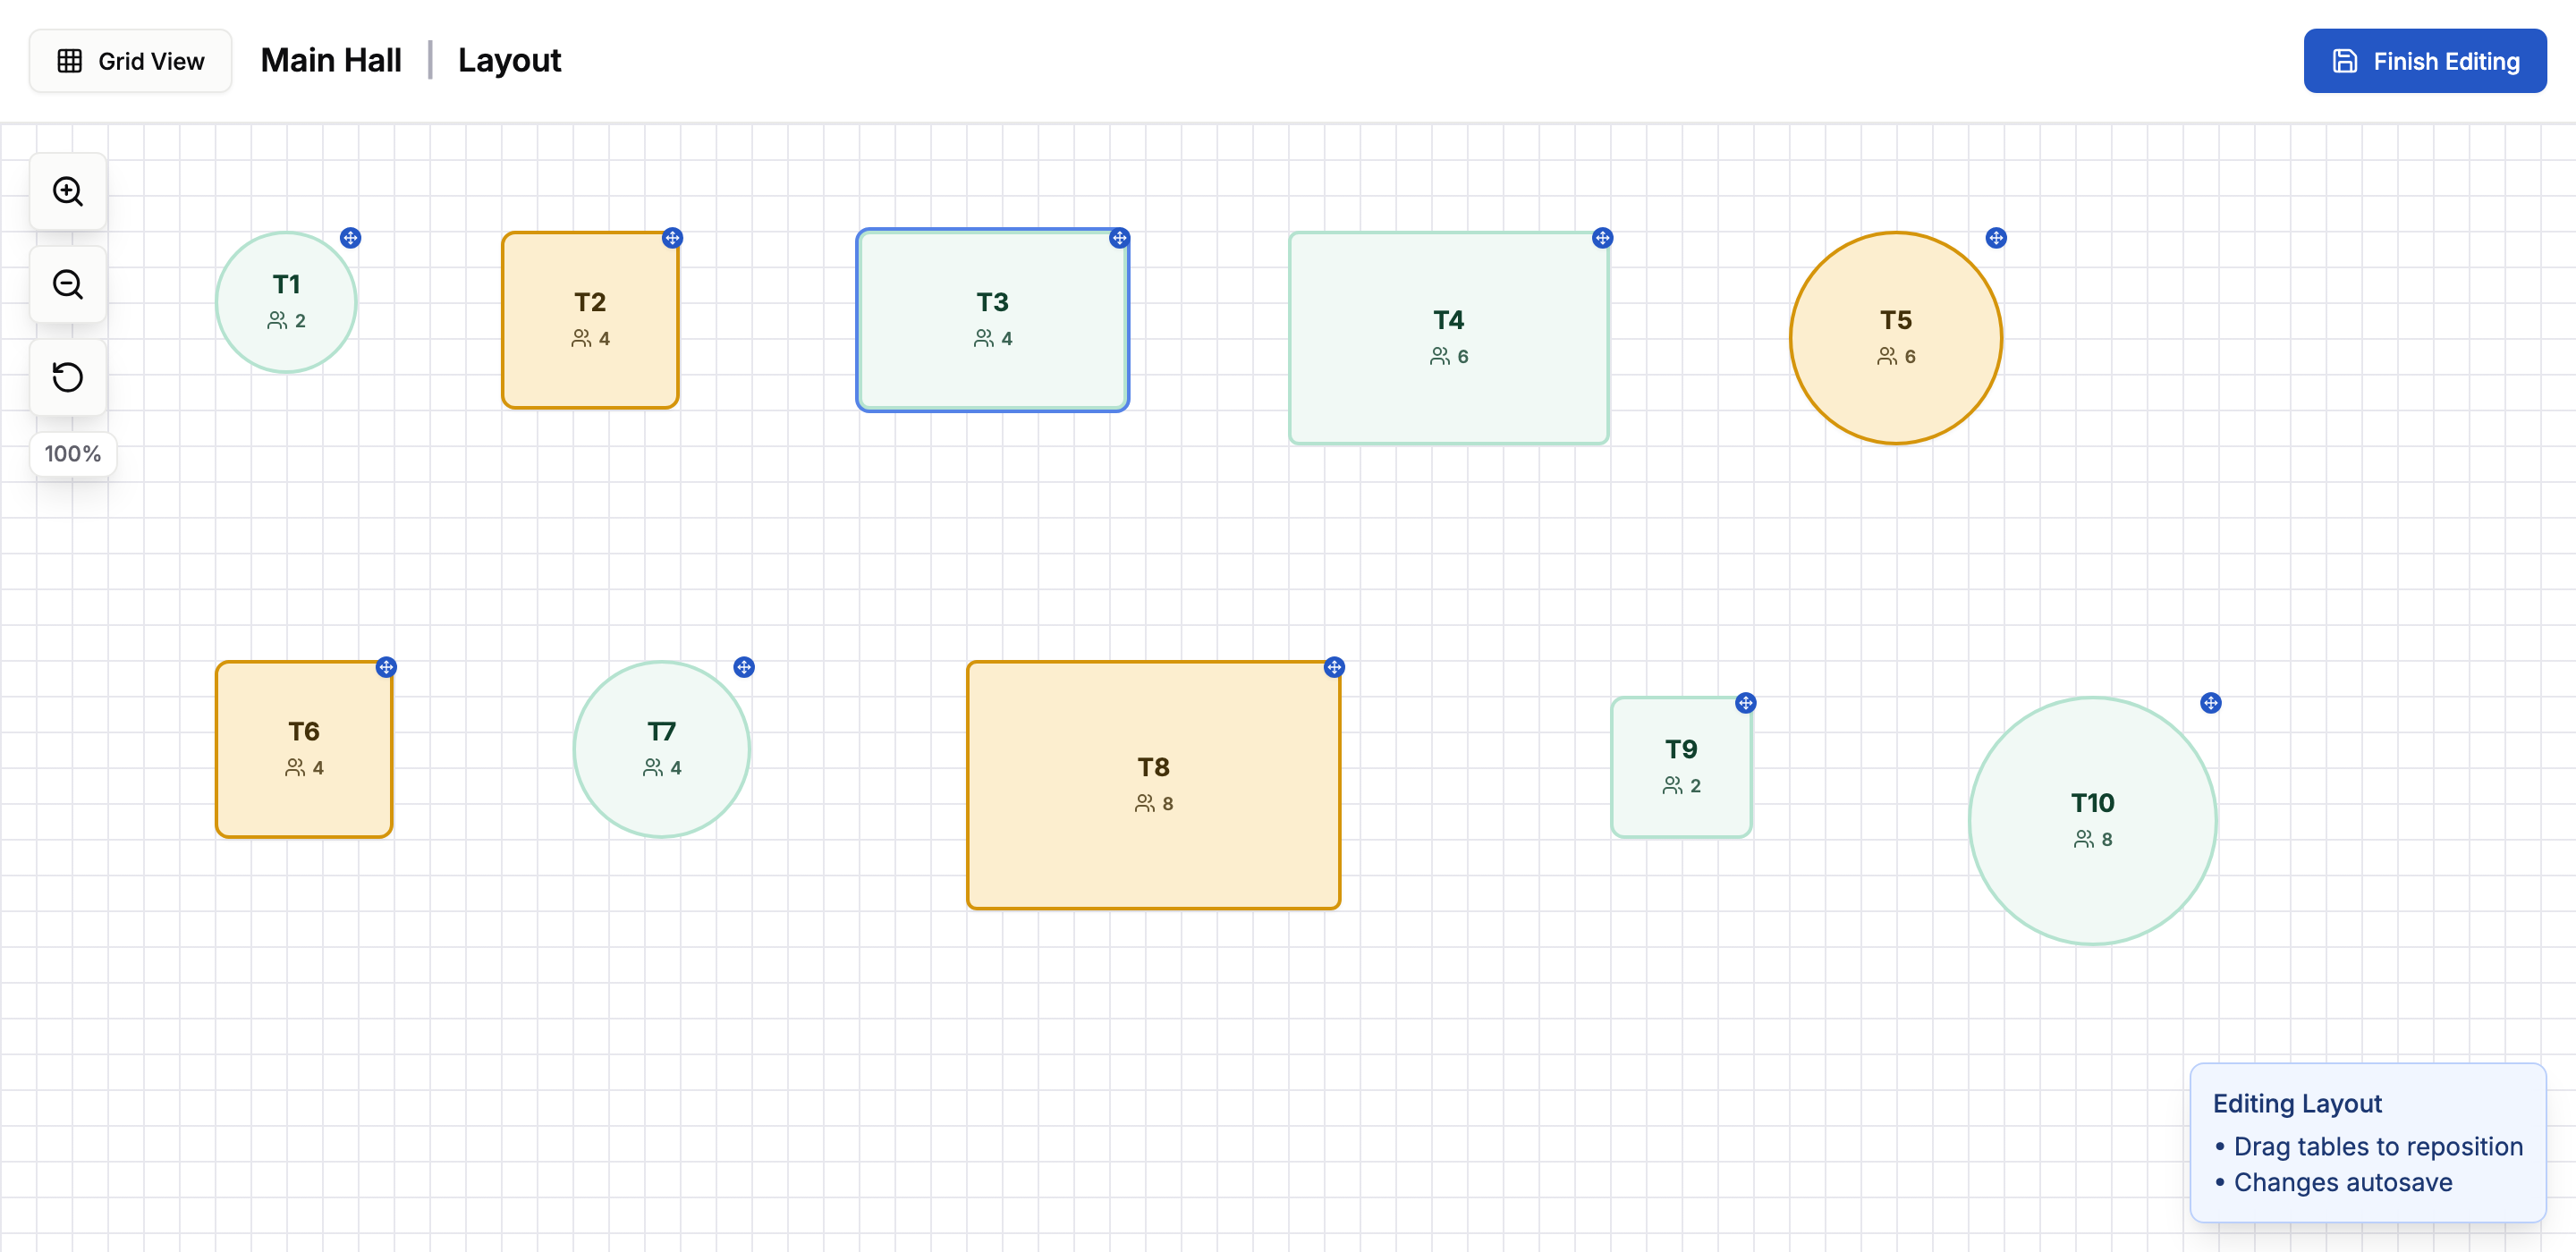 Grid View
Main Hall | Layout
Finish Editing
100%
T1
2
T2
4
T3
4
T4
6
T5
6
T6
4
T7
4
T8
8
T9
2
T10
8
Editing Layout
• Drag tables to reposition
• Changes autosave